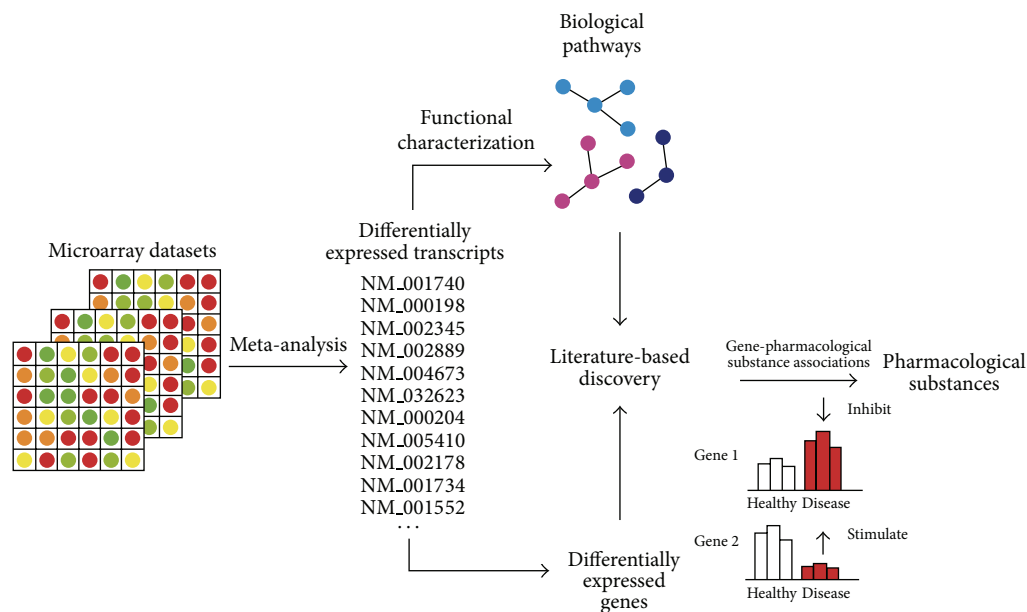 Microarray datasets
Meta-analysis
Differentially
expressed transcripts
NM_001740
NM_000198
NM_002345
NM_002889
NM_004673
NM_032623
NM_000204
NM_005410
NM_002178
NM_001734
NM_001552
...
Functional
characterization
Biological
pathways
Literature-based
discovery
Differentially
expressed
genes
Gene-pharmacological
substance associations
Pharmacological
substances
Inhibit
Gene 1
Healthy Disease
Gene 2
Stimulate
Healthy Disease